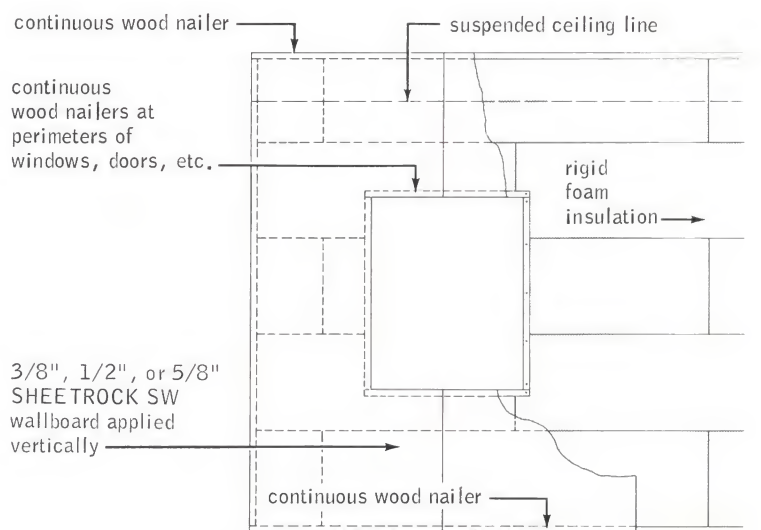 continuous wood nailer
suspended ceiling line
continuous
wood nailers at
perimeters of
windows, doors, etc.
rigid
foam
insulation
3/8", 1/2", or 5/8"
SHEETROCK SW
wallboard applied
vertically
continuous wood nailer